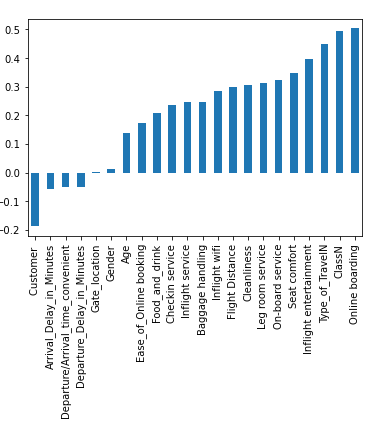 0.5
0.4
0.3
0.2
0.1
0.0
−0.1
−0.2
Customer
Arrival_Delay_in_Minutes
Departure/Arrival_time_convenient
Departure_Delay_in_Minutes
Gate_location
Gender
Age
Ease_of_Online booking
Food_and_drink
Checkin service
Inflight service
Baggage handling
Inflight wifi
Flight Distance
Cleanliness
Leg room service
On-board service
Seat comfort
Inflight entertainment
Type_of_TravelN
ClassN
Online boarding